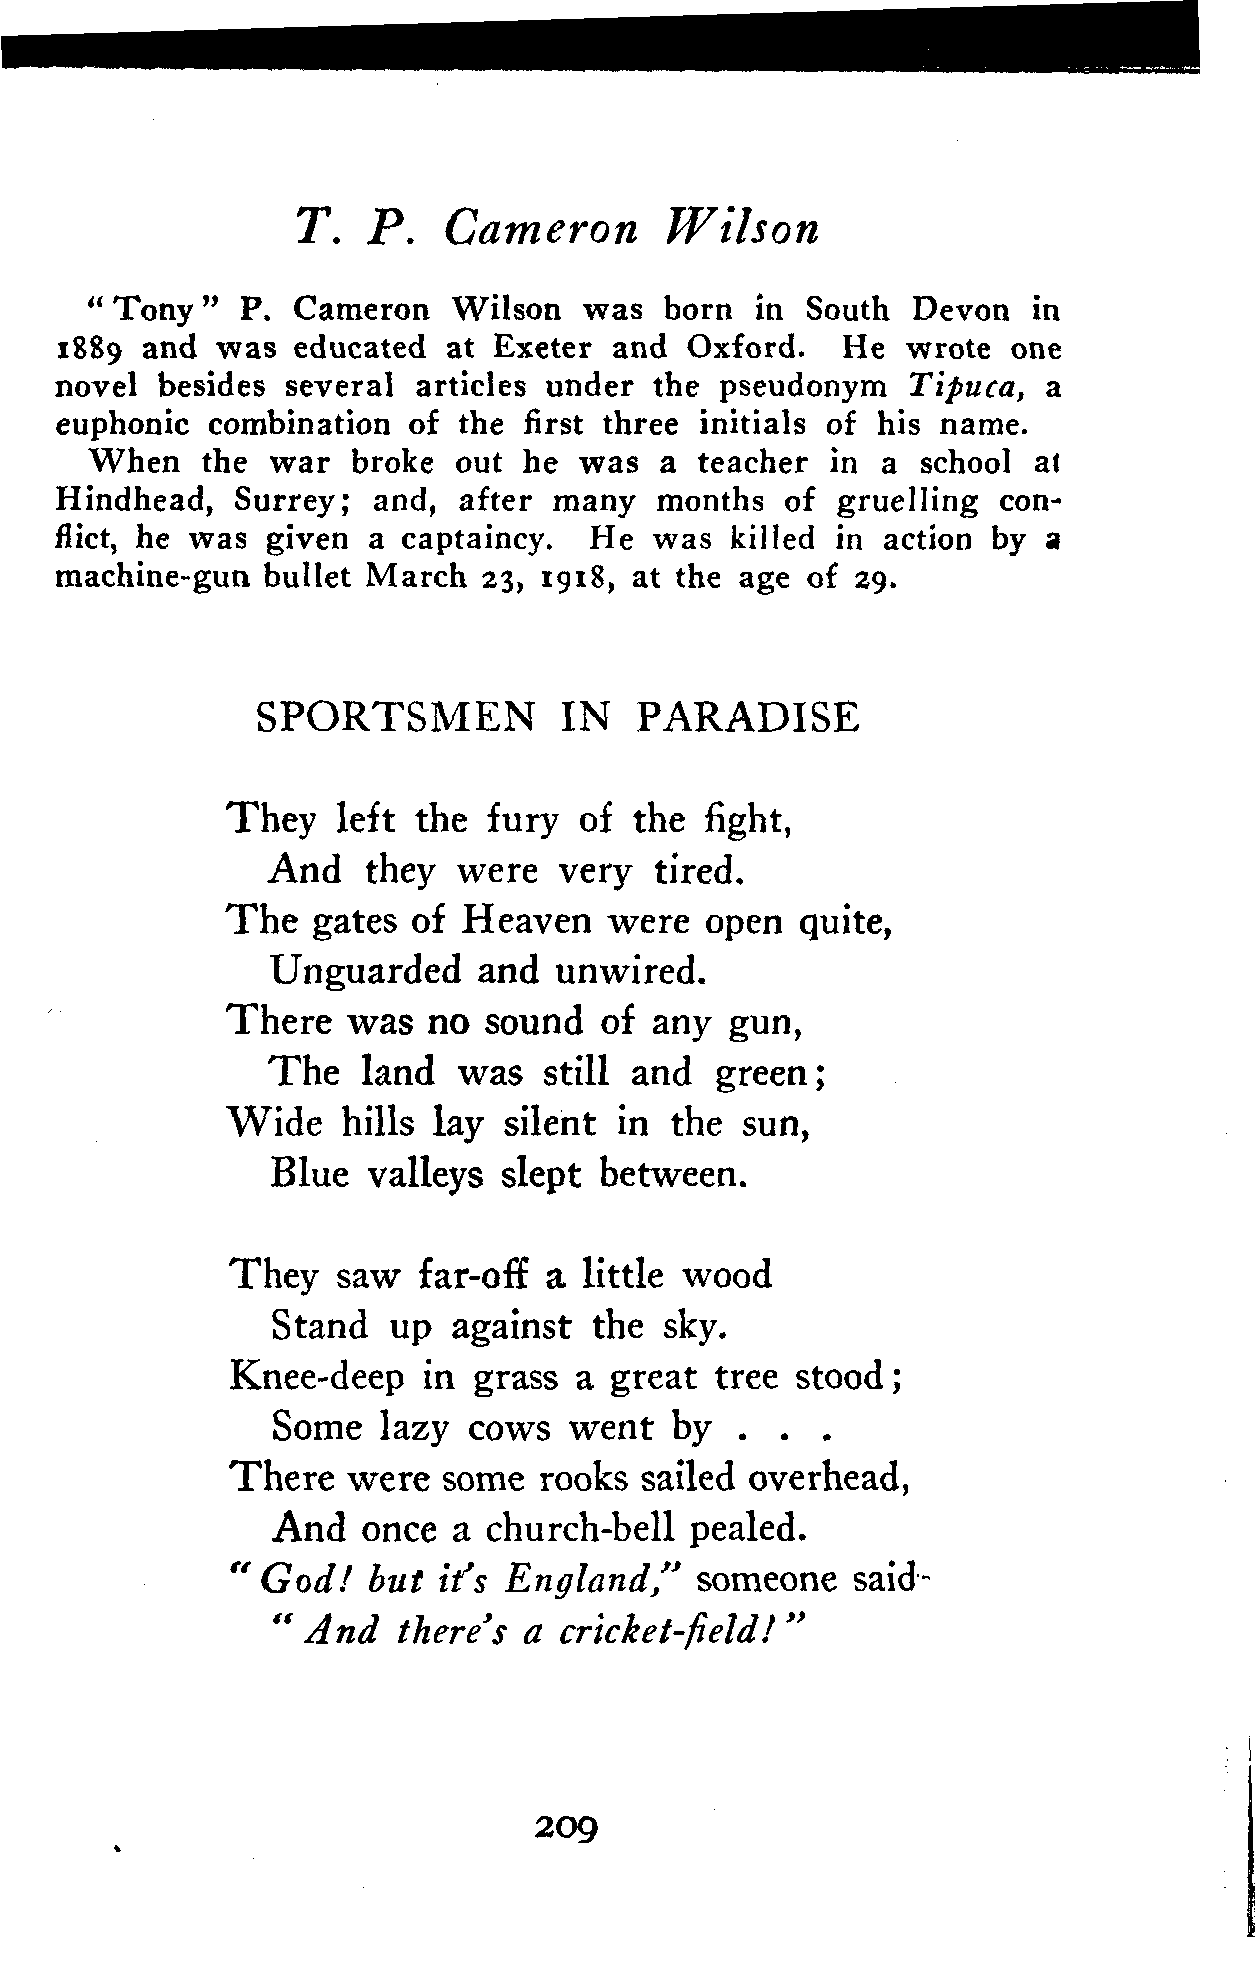 T. P. Cameron Wilson
"Tony" P. Cameron Wilson was born in South Devon in
1889 and was educated at Exeter and Oxford. He wrote one
novel besides several articles under the pseudonym Tipuca, a
euphonic combination of the first three initials of his name.
When the war broke out he was a teacher in a school at
Hindhead, Surrey; and, after many months of gruelling con-
flict, he was given a captaincy. He was killed in action by a
machine-gun bullet March 23, 1918, at the age of 29.
SPORTSMEN IN PARADISE
They left the fury of the fight,
And they were very tired.
The gates of Heaven were open quite,
Unguarded and unwired.
There was no sound of any gun,
The land was still and green;
Wide hills lay silent in the sun,
Blue valleys slept between.
They saw far-off a little wood
Stand up against the sky.
Knee-deep in grass a great tree stood;
Some lazy cows went by . . .
There were some rooks sailed overhead,
And once a church-bell pealed.
"God! but it's England," someone said-
"And there's a cricket-field!"
209